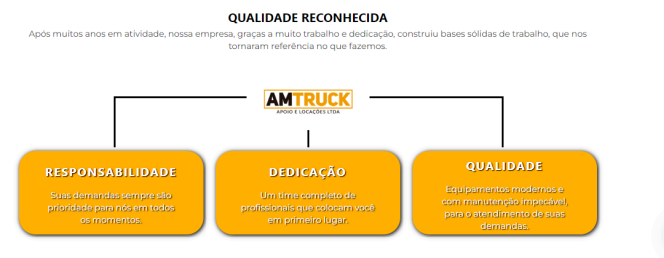 QUALIDADE RECONHECIDA
Após muitos anos em atividade, nossa empresa, graças a muito trabalho e dedicação, construiu bases sólidas de trabalho, que nos
tornaram referência no que fazemos.
AMTRUCK
APOIO E LOCAÇÕES LTDA
RESPONSABILIDADE
Suas demandas sempre são
prioridade para nós em todos
os momentos.
DEDICAÇÃO
Um time completo de
profissionais que colocam você
em primeiro lugar.
QUALIDADE
Equipamentos modernos e
com manutenção impecável,
para o atendimento de suas
demandas.